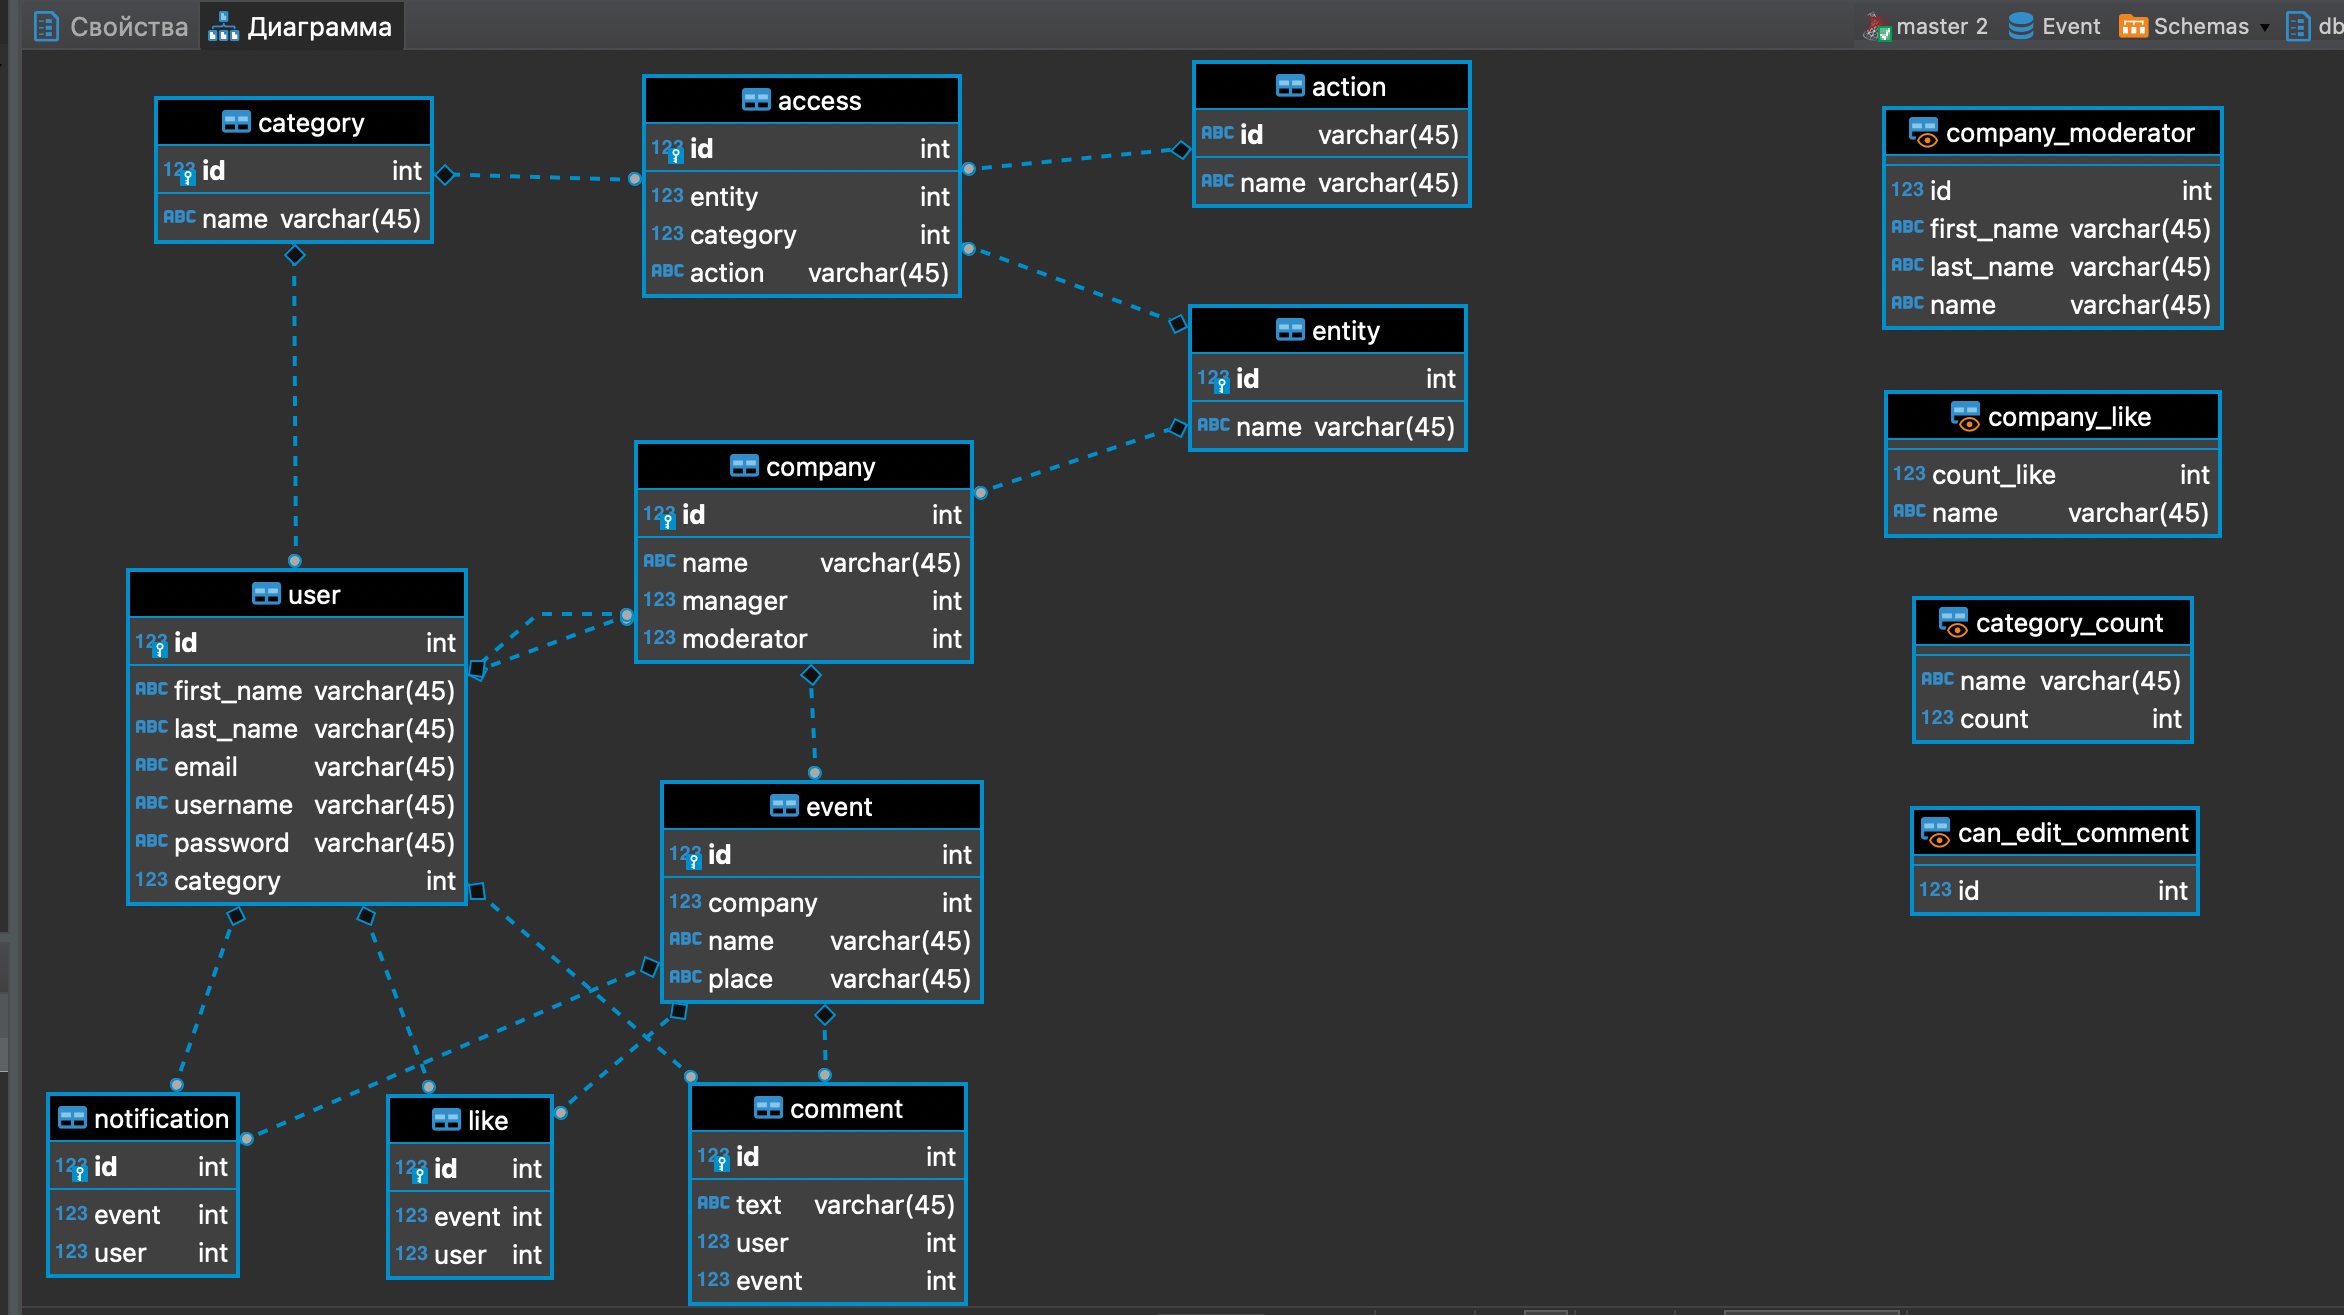 Свойства
Диаграмма
master 2
Event
Schemas
db
category
123 id int
ABC name varchar(45)
access
123 id int
123 entity int
123 category int
ABC action varchar(45)
action
ABC id varchar(45)
ABC name varchar(45)
company_moderator
123 id int
ABC first_name varchar(45)
ABC last_name varchar(45)
ABC name varchar(45)
entity
123 id int
ABC name varchar(45)
company_like
123 count_like int
ABC name varchar(45)
company
123 id int
ABC name varchar(45)
123 manager int
123 moderator int
user
123 id int
ABC first_name varchar(45)
ABC last_name varchar(45)
ABC email varchar(45)
ABC username varchar(45)
ABC password varchar(45)
123 category int
category_count
ABC name varchar(45)
123 count int
event
123 id int
123 company int
ABC name varchar(45)
ABC place varchar(45)
can_edit_comment
123 id int
notification
123 id int
123 event int
123 user int
like
123 id int
123 event int
123 user int
comment
123 id int
ABC text varchar(45)
123 user int
123 event int